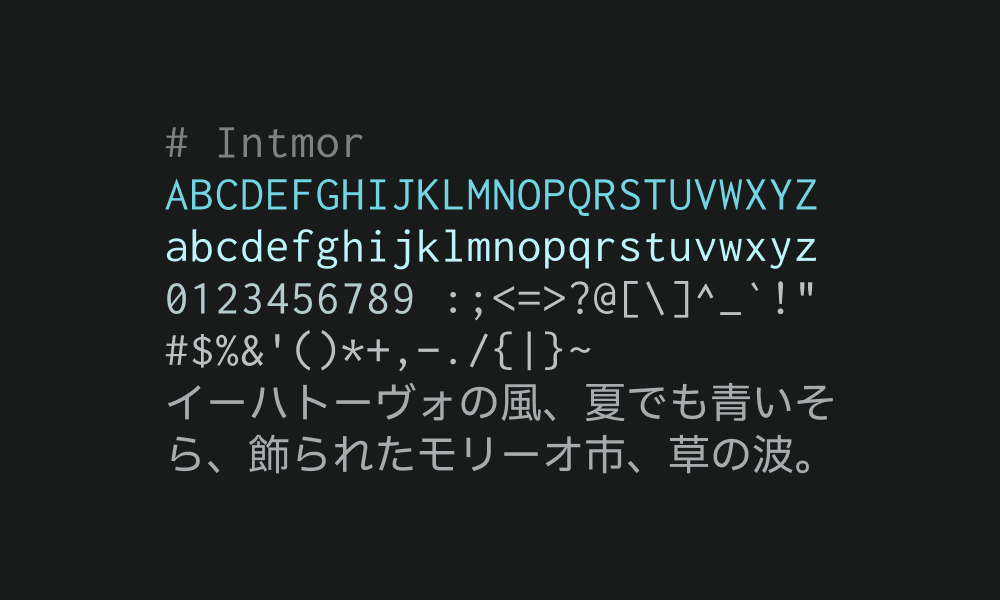 # Intmor
ABCDEFGHIJKLMNOPQRSTUVWXYZ
abcdefghijklmnopqrstuvwxyz
0123456789 :;<=>?@[\]^_`!"
#$%&'()*+,-./{|}~
イーハトーヴォの風、夏でも青いそ
ら、飾られたモリーオ市、草の波。